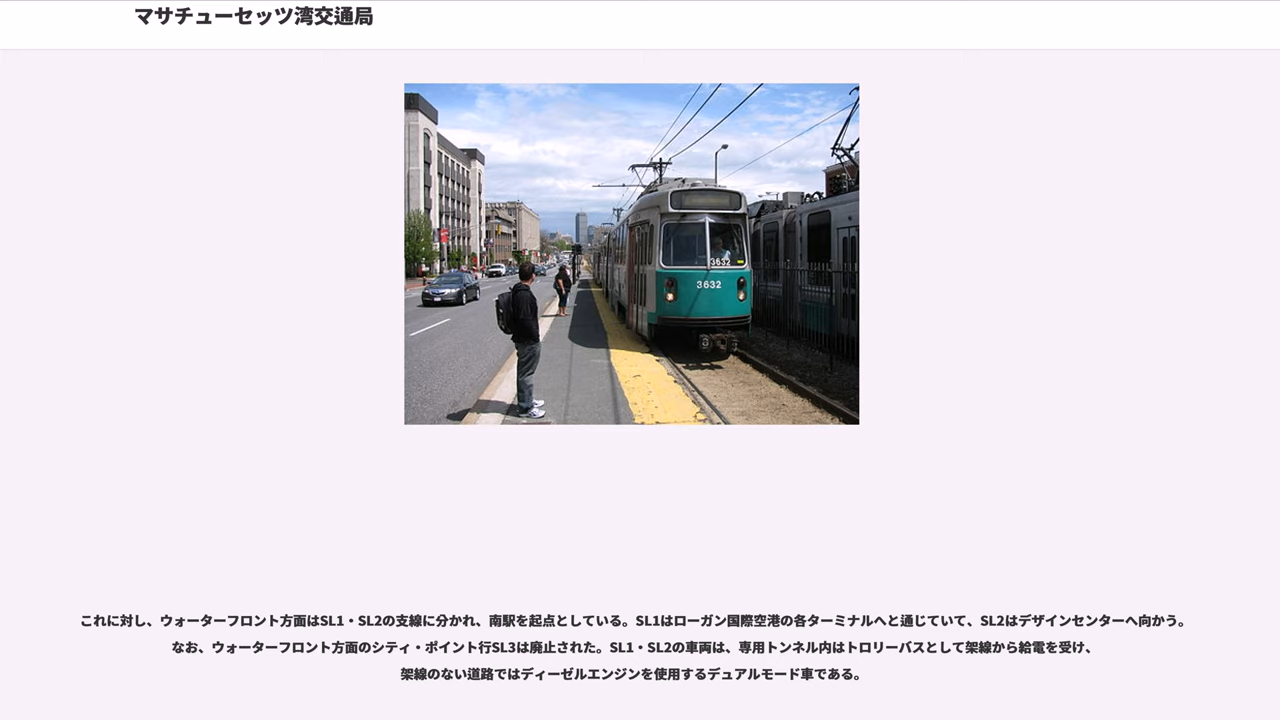 マサチューセッツ湾交通局
3632
3632
これに対し、ウォーターフロント方面はSL1・SL2の支線に分かれ、南駅を起点としている。SL1はローガン国際空港の各ターミナルへと通じていて、SL2はデザインセンターへ向かう。
なお、ウォーターフロント方面のシティ・ポイント行SL3は廃止された。SL1・SL2の車両は、専用トンネル内はトロリーバスとして架線から給電を受け、
架線のない道路ではディーゼルエンジンを使用するデュアルモード車である。